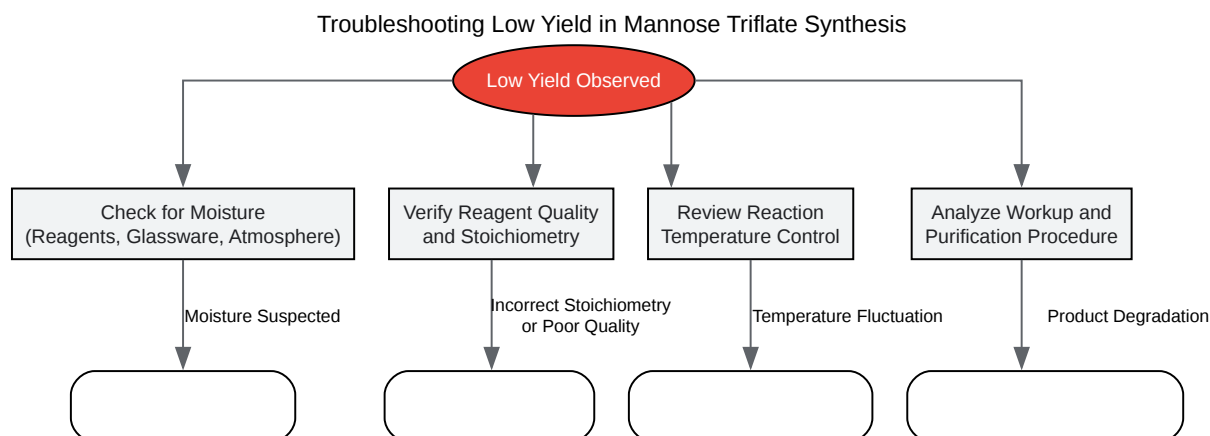 Troubleshooting Low Yield in Mannose Triflate Synthesis
Low Yield Observed
Check for Moisture
(Reagents, Glassware, Atmosphere)
Verify Reagent Quality
and Stoichiometry
Review Reaction
Temperature Control
Analyze Workup and
Purification Procedure
Moisture Suspected
Incorrect Stoichiometry
or Poor Quality
Temperature Fluctuation
Product Degradation